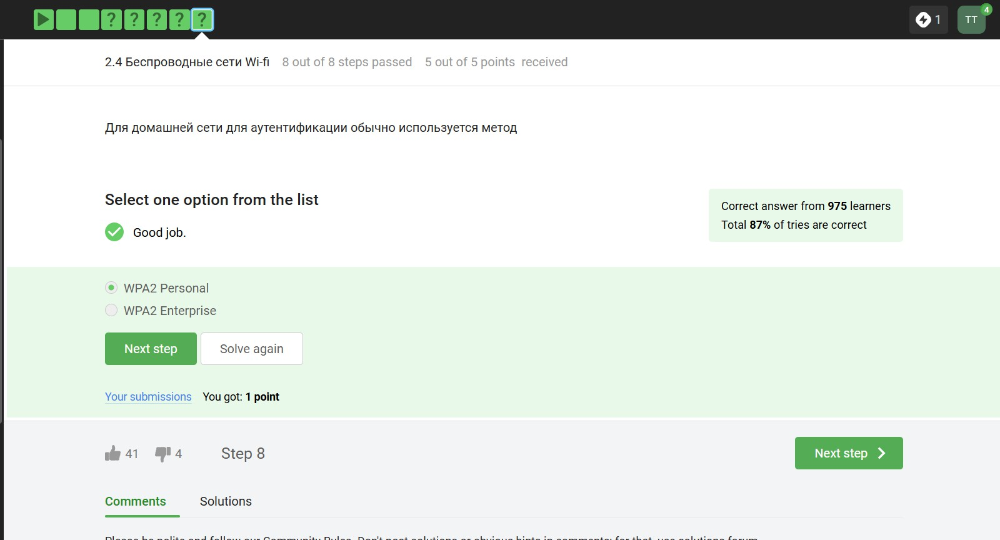 ? ? ? ? ?
1
TT
4
2.4 Беспроводные сети Wi-fi 8 out of 8 steps passed 5 out of 5 points received
Для домашней сети для аутентификации обычно используется метод
Select one option from the list
Good job.
Correct answer from 975 learners
Total 87% of tries are correct
WPA2 Personal
WPA2 Enterprise
Next step Solve again
Your submissions You got: 1 point
41 4 Step 8
Next step
Comments Solutions
Please be polite and follow our Community Rules. Don't post solutions or obvious hints in comments; for that, use solutions forum